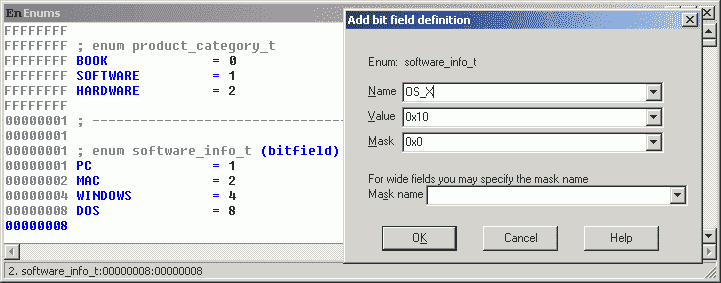 En Enums
FFFFFFFF
FFFFFFFF ; enum product_category_t
FFFFFFFF BOOK = 0
FFFFFFFF SOFTWARE = 1
FFFFFFFF HARDWARE = 2
FFFFFFFF
00000001 ; ------------------------------------
00000001
00000001 ; enum software_info_t (bitfield)
00000001 PC = 1
00000002 MAC = 2
00000004 WINDOWS = 4
00000008 DOS = 8
00000008
2. software_info_t:00000008:00000008
Add bit field definition
Enum: software_info_t
Name OS_X
Value 0x10
Mask 0x0
For wide fields you may specify the mask name
Mask name
OK Cancel Help